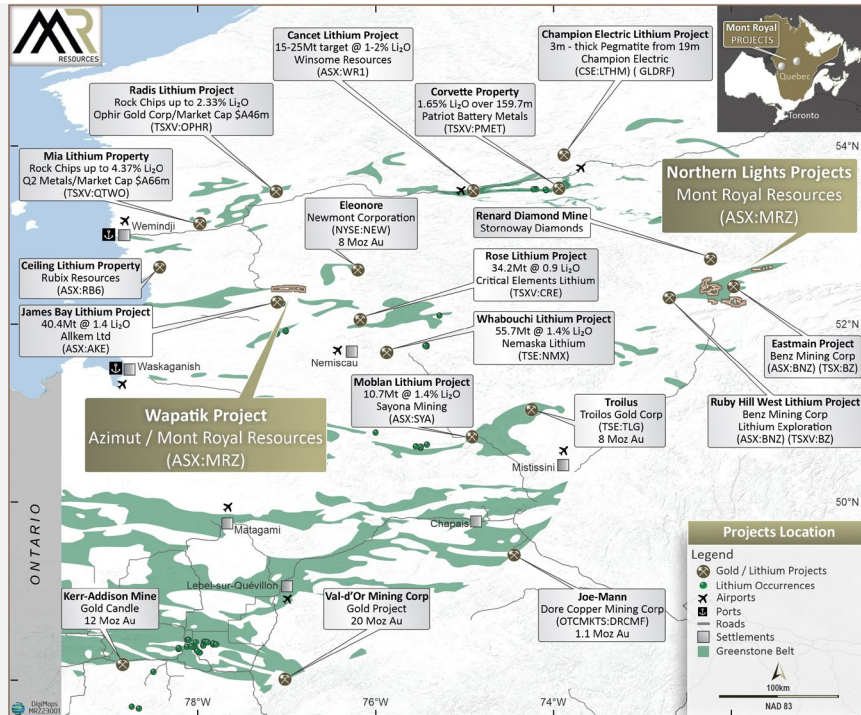 MR
RESOURCES
Cancet Lithium Project
15-25Mt target @ 1-2% Li₂O
Winsome Resources
(ASX:WR1)
Champion Electric Lithium Project
3m - thick Pegmatite from 19m
Champion Electric
(CSE:LTHM) ( GLDRF)
Mont Royal
PROJECTS
Quebec
Toronto
Radis Lithium Project
Rock Chips up to 2.33% Li₂O
Ophir Gold Corp/Market Cap $A46m
(TSXV:OPHR)
Corvette Property
1.65% Li₂O over 159.7m
Patriot Battery Metals
(TSXV:PMET)
54°N
Mia Lithium Property
Rock Chips up to 4.37% Li₂O
Q2 Metals/Market Cap $A66m
(TSXV:QTWO)
Northern Lights Projects
Mont Royal Resources
(ASX:MRZ)
Eleonore
Newmont Corporation
(NYSE:NEW)
8 Moz Au
Renard Diamond Mine
Stornoway Diamonds
Wemindji
Ceiling Lithium Property
Rubix Resources
(ASX:RB6)
Rose Lithium Project
34.2Mt @ 0.9 Li₂O
Critical Elements Lithium
(TSXV:CRE)
James Bay Lithium Project
40.4Mt @ 1.4 Li₂O
Allkem Ltd
(ASX:AKE)
Whabouchi Lithium Project
55.7Mt @ 1.4% Li₂O
Nemaska Lithium
(TSE:NMX)
52°N
Eastmain Project
Benz Mining Corp
(ASX:BNZ) (TSX:BZ)
Nemiscau
Waskaganish
Moblan Lithium Project
10.7Mt @ 1.4% Li₂O
Sayona Mining
(ASX:SYA)
Troilus
Troilos Gold Corp
(TSE:TLG)
8 Moz Au
Ruby Hill West Lithium Project
Benz Mining Corp
Lithium Exploration
(ASX:BNZ) (TSXV:BZ)
Wapatik Project
Azimut / Mont Royal Resources
(ASX:MRZ)
Mistissini
50°N
ONTARIO
Matagami
Chapais
Lebel-sur-Quévillon
Kerr-Addison Mine
Gold Candle
12 Moz Au
Val-d'Or Mining Corp
Gold Project
20 Moz Au
Joe-Mann
Dore Copper Mining Corp
(OTCMKTS:DRCMF)
1.1 Moz Au
Projects Location
Legend
Gold / Lithium Projects
Lithium Occurrences
Airports
Ports
Roads
Settlements
Greenstone Belt
100km
NAD 83
DigiMaps
MRZ23001
78°W
76°W
74°W